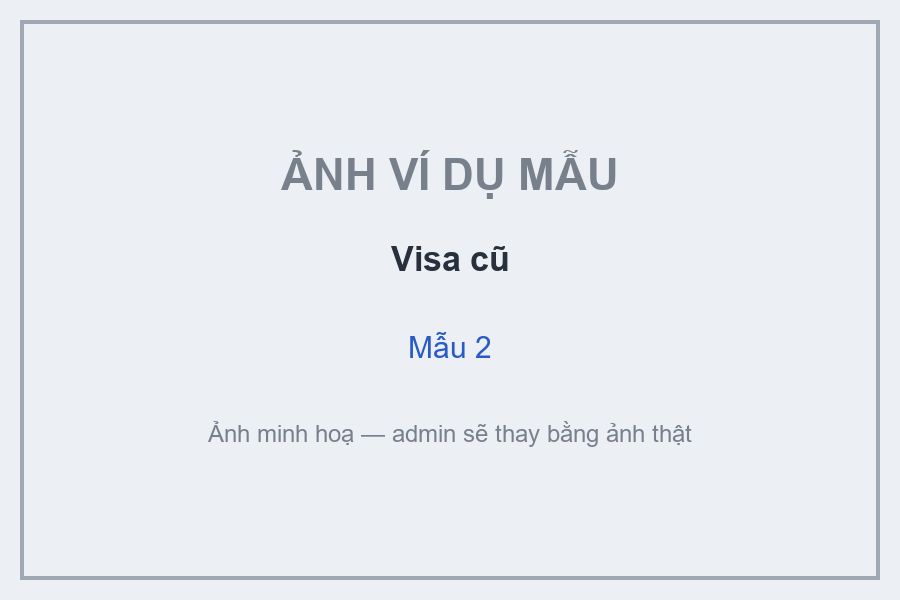 ẢNH VÍ DỤ MẪU
Visa cũ
Mẫu 2
Ảnh minh hoạ — admin sẽ thay bằng ảnh thật